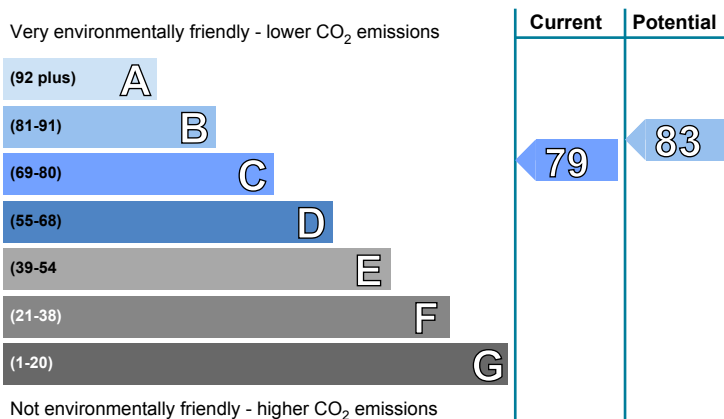 Current Potential
Very environmentally friendly - lower CO2 emissions
(92 plus) A
(81-91) B
83
(69-80) C
79
(55-68) D
(39-54 E
(21-38) F
(1-20) G
Not environmentally friendly - higher CO2 emissions